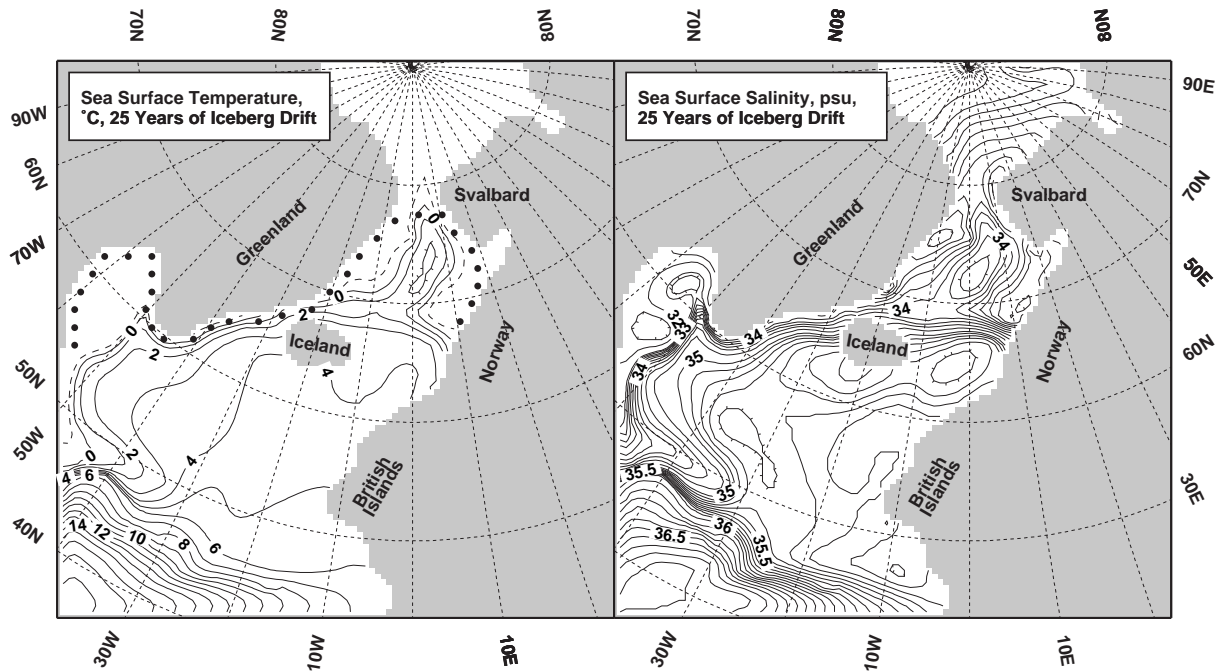 70N
80N
N08
70N
80N
N08
Sea Surface Temperature,
˚C, 25 Years of Iceberg Drift
Sea Surface Salinity, psu,
25 Years of Iceberg Drift
90W
60N
70W
50N
50W
40N
90E
70N
50E
60N
30E
Svalbard
Greenland
Iceland
Norway
British
Islands
0
0
2
0
2
4
0
2
4
4
6
14
12
10
8
6
Svalbard
Greenland
Iceland
Norway
British
Islands
34
34
32
33
34
35
34
35.5
35
36
36.5
35.5
30W
10W
10E
30W
10W
10E